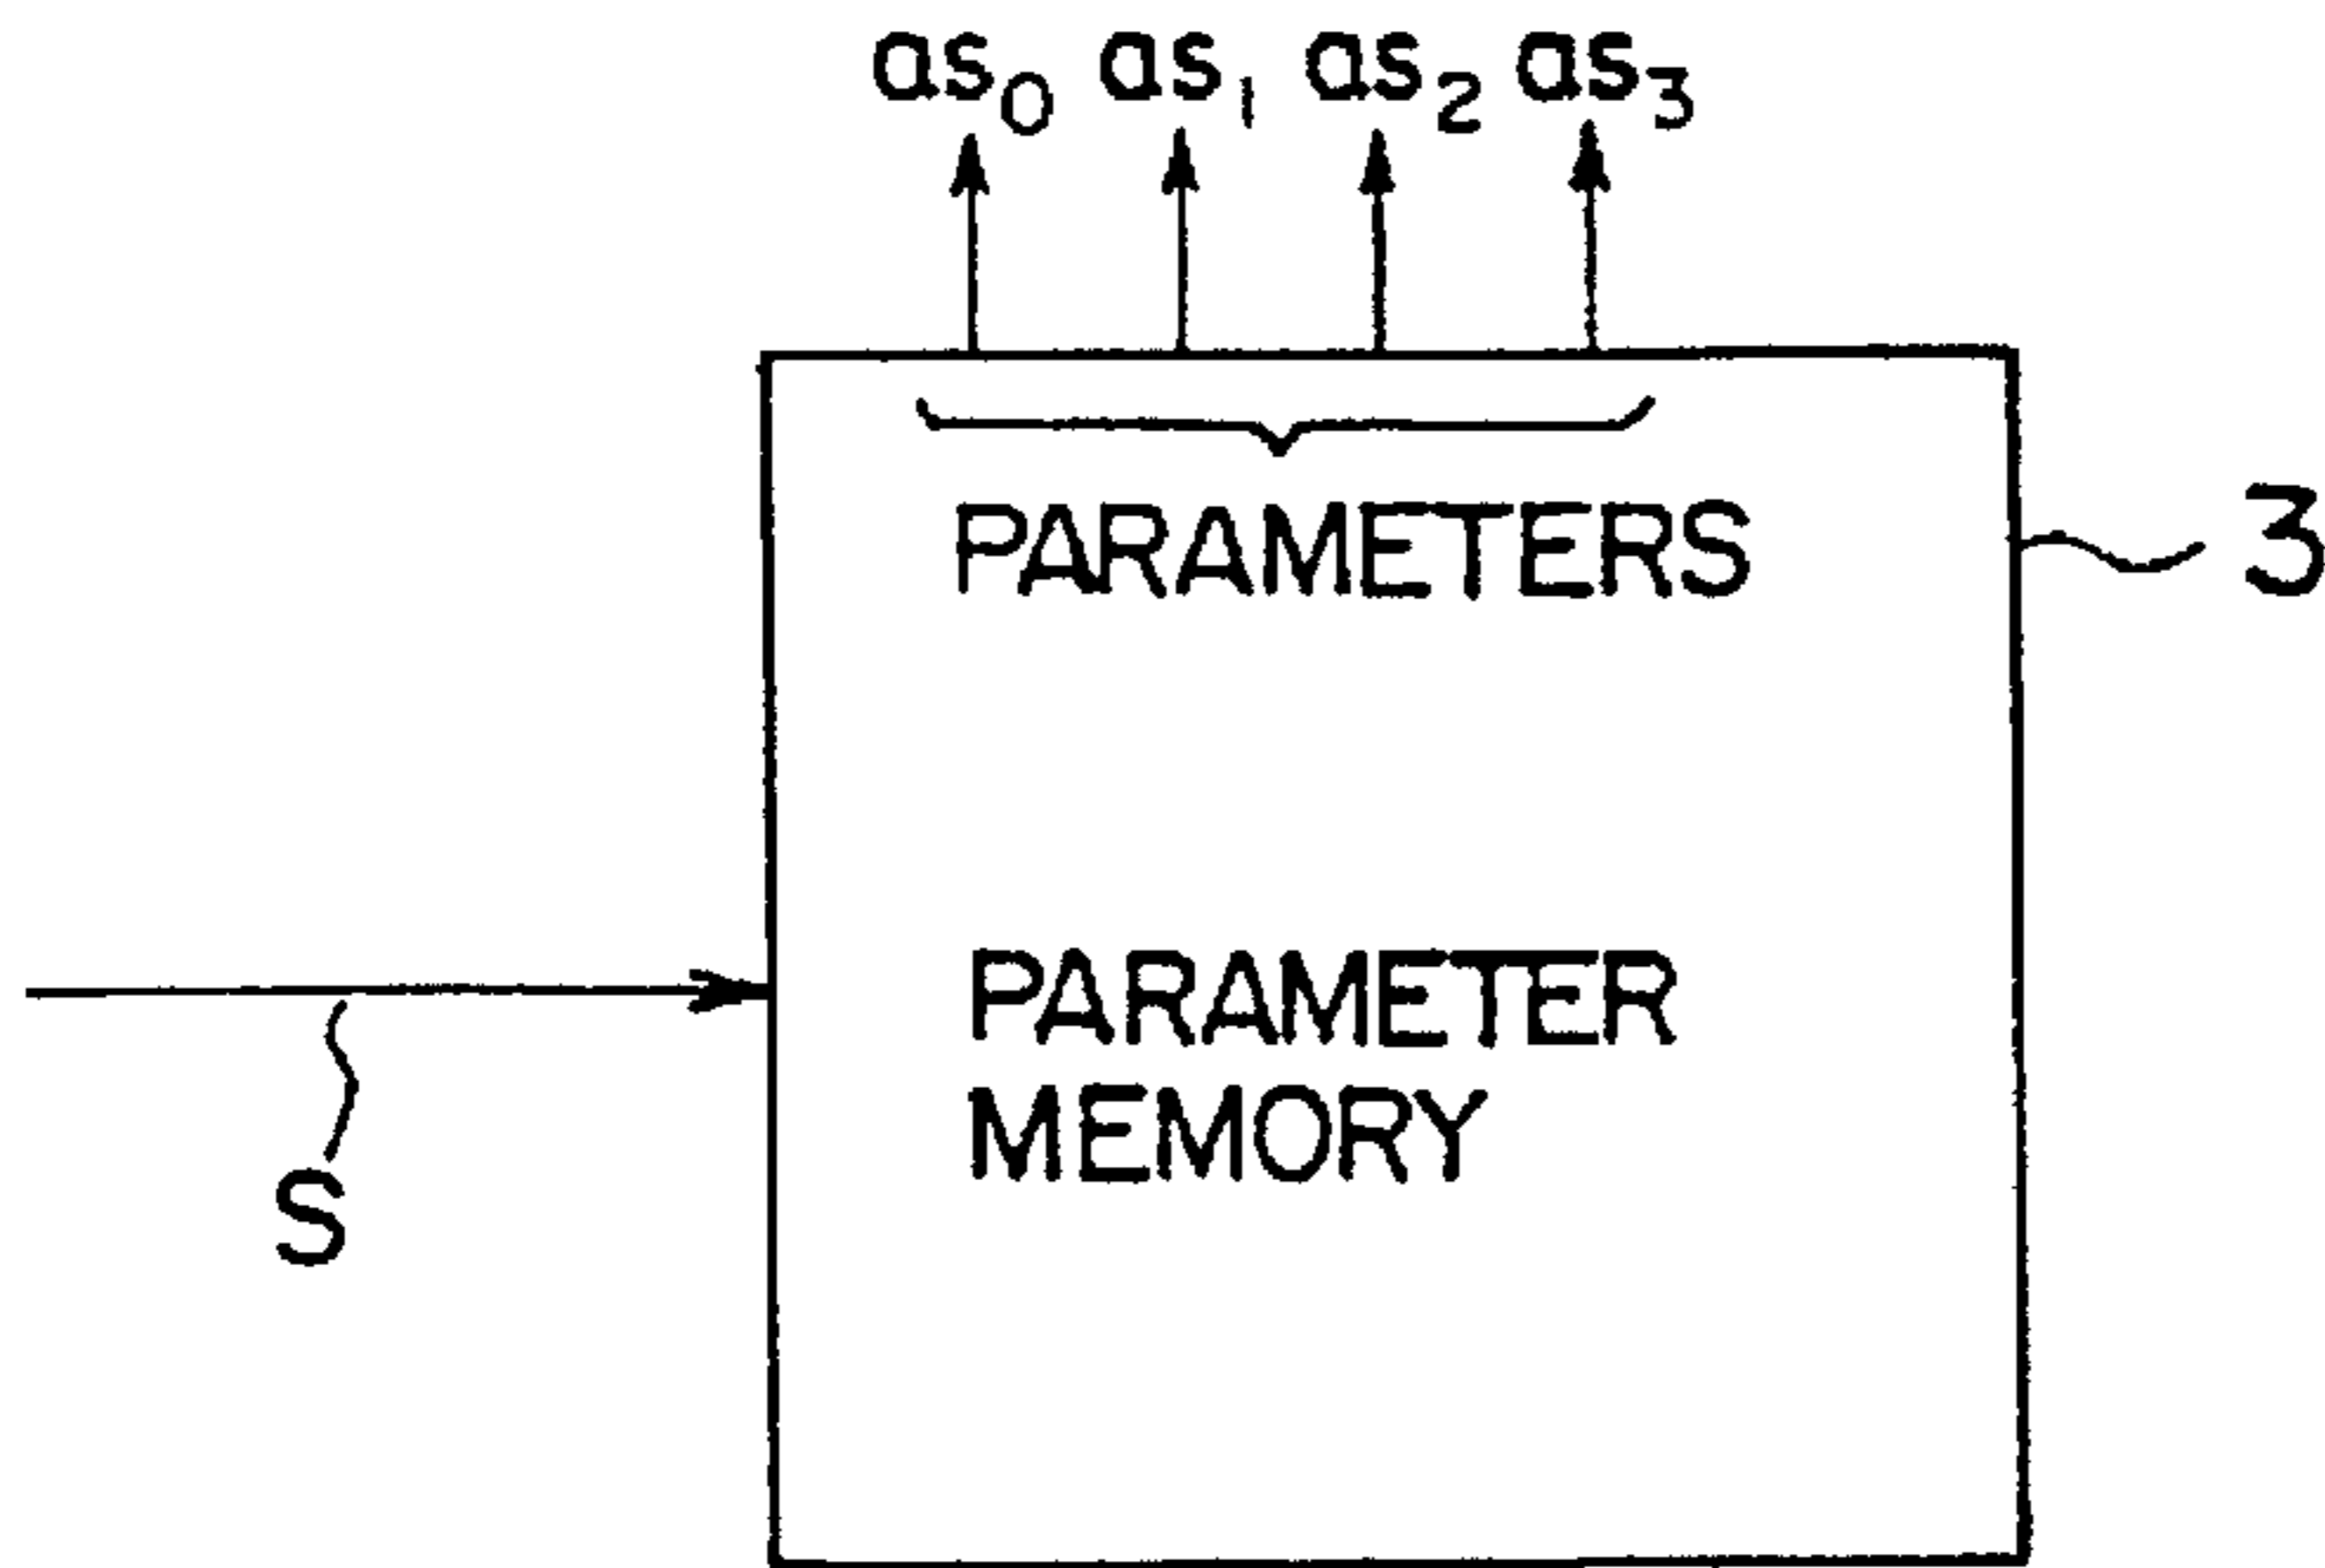 as₀ as₁ as₂ as₃
PARAMETERS
3
PARAMETER
MEMORY
S